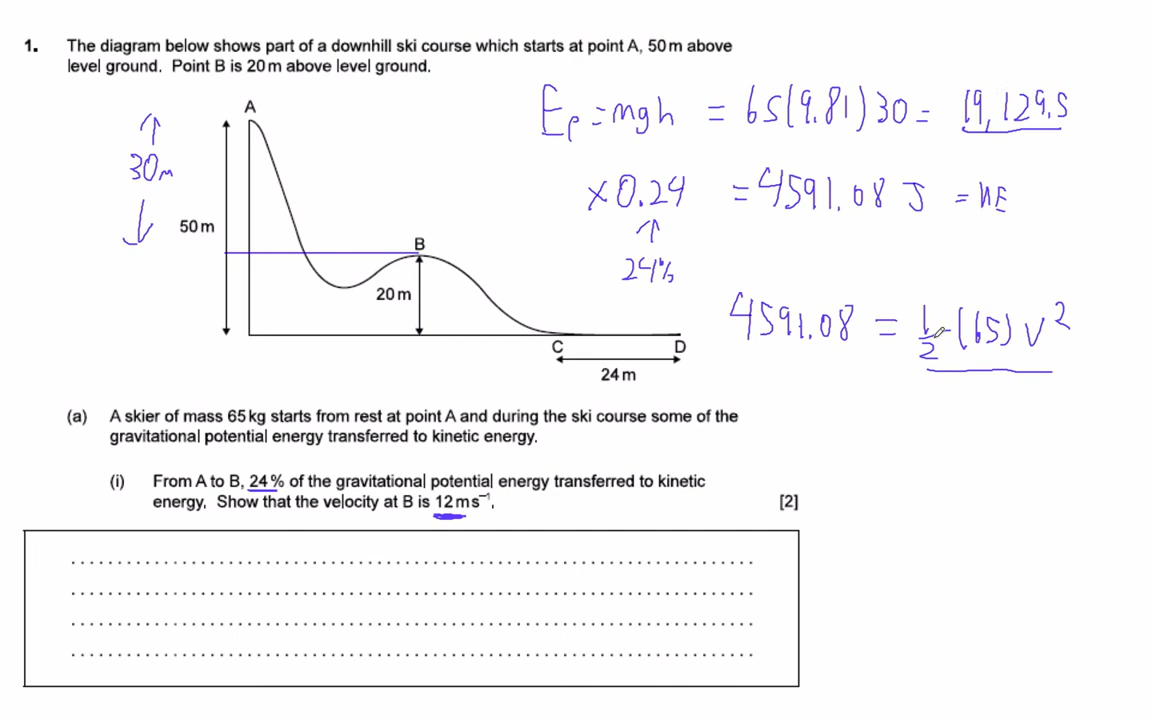 1. The diagram below shows part of a downhill ski course which starts at point A, 50 m above
level ground. Point B is 20 m above level ground.
A
Eₚ = mgh = 65(9.81)30 = 19,129.5
↑
30m
↓
× 0.24 = 4591.08 J = KE
↑
24%
50 m
B
20 m
4591.08 = ½ (65) v²
C
D
24 m
(a) A skier of mass 65 kg starts from rest at point A and during the ski course some of the
gravitational potential energy transferred to kinetic energy.
(i) From A to B, 24 % of the gravitational potential energy transferred to kinetic
energy. Show that the velocity at B is 12 m s⁻¹. [2]